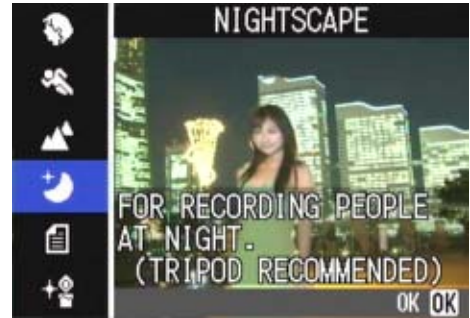 NIGHTSCAPE
FOR RECORDING PEOPLE
AT NIGHT.
(TRIPOD RECOMMENDED)
OK OK